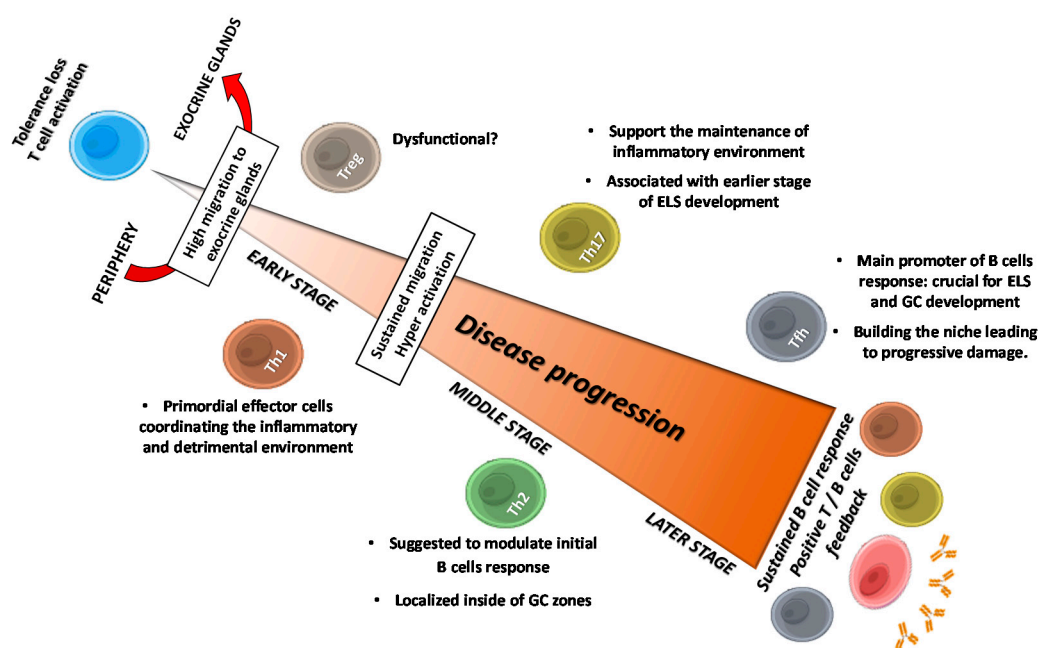 Tolerance loss
T cell activation
EXOCRINE GLANDS
PERIPHERY
High migration to
exocrine glands
Treg
Dysfunctional?
EARLY STAGE
Th1
• Primordial effector cells
coordinating the inflammatory
and detrimental environment
Sustained migration
Hyper activation
Th17
• Support the maintenance of
inflammatory environment
• Associated with earlier stage
of ELS development
Disease progression
MIDDLE STAGE
Th2
• Suggested to modulate initial
B cells response
• Localized inside of GC zones
Tfh
• Main promoter of B cells
response: crucial for ELS
and GC development
• Building the niche leading
to progressive damage.
LATER STAGE
Sustained B cell response
Positive T / B cells
feedback